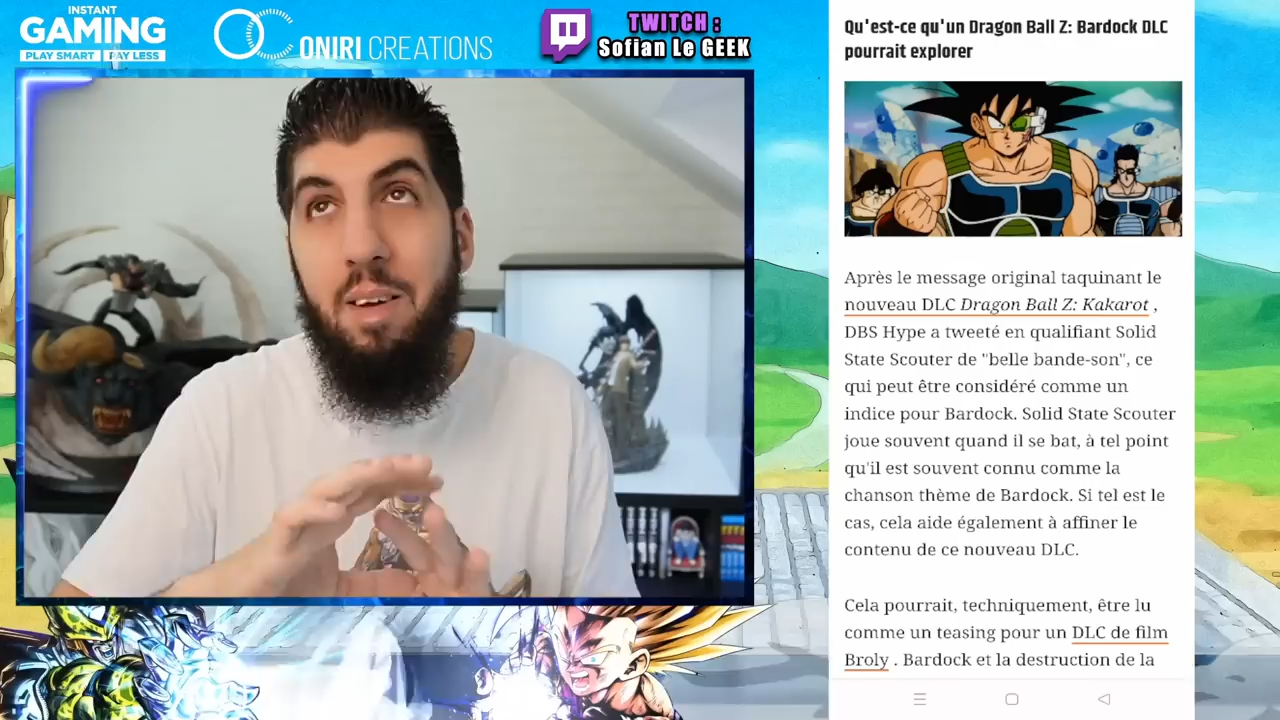 INSTANT
GAMING
PLAY SMART PAY LESS
ONIRI CREATIONS
TWITCH :
Sofian Le GEEK
Qu'est-ce qu'un Dragon Ball Z: Bardock DLC
pourrait explorer
Après le message original taquinant le
nouveau DLC Dragon Ball Z: Kakarot ,
DBS Hype a tweeté en qualifiant Solid
State Scouter de "belle bande-son", ce
qui peut être considéré comme un
indice pour Bardock. Solid State Scouter
joue souvent quand il se bat, à tel point
qu'il est souvent connu comme la
chanson thème de Bardock. Si tel est le
cas, cela aide également à affiner le
contenu de ce nouveau DLC.
Cela pourrait, techniquement, être lu
comme un teasing pour un DLC de film
Broly . Bardock et la destruction de la